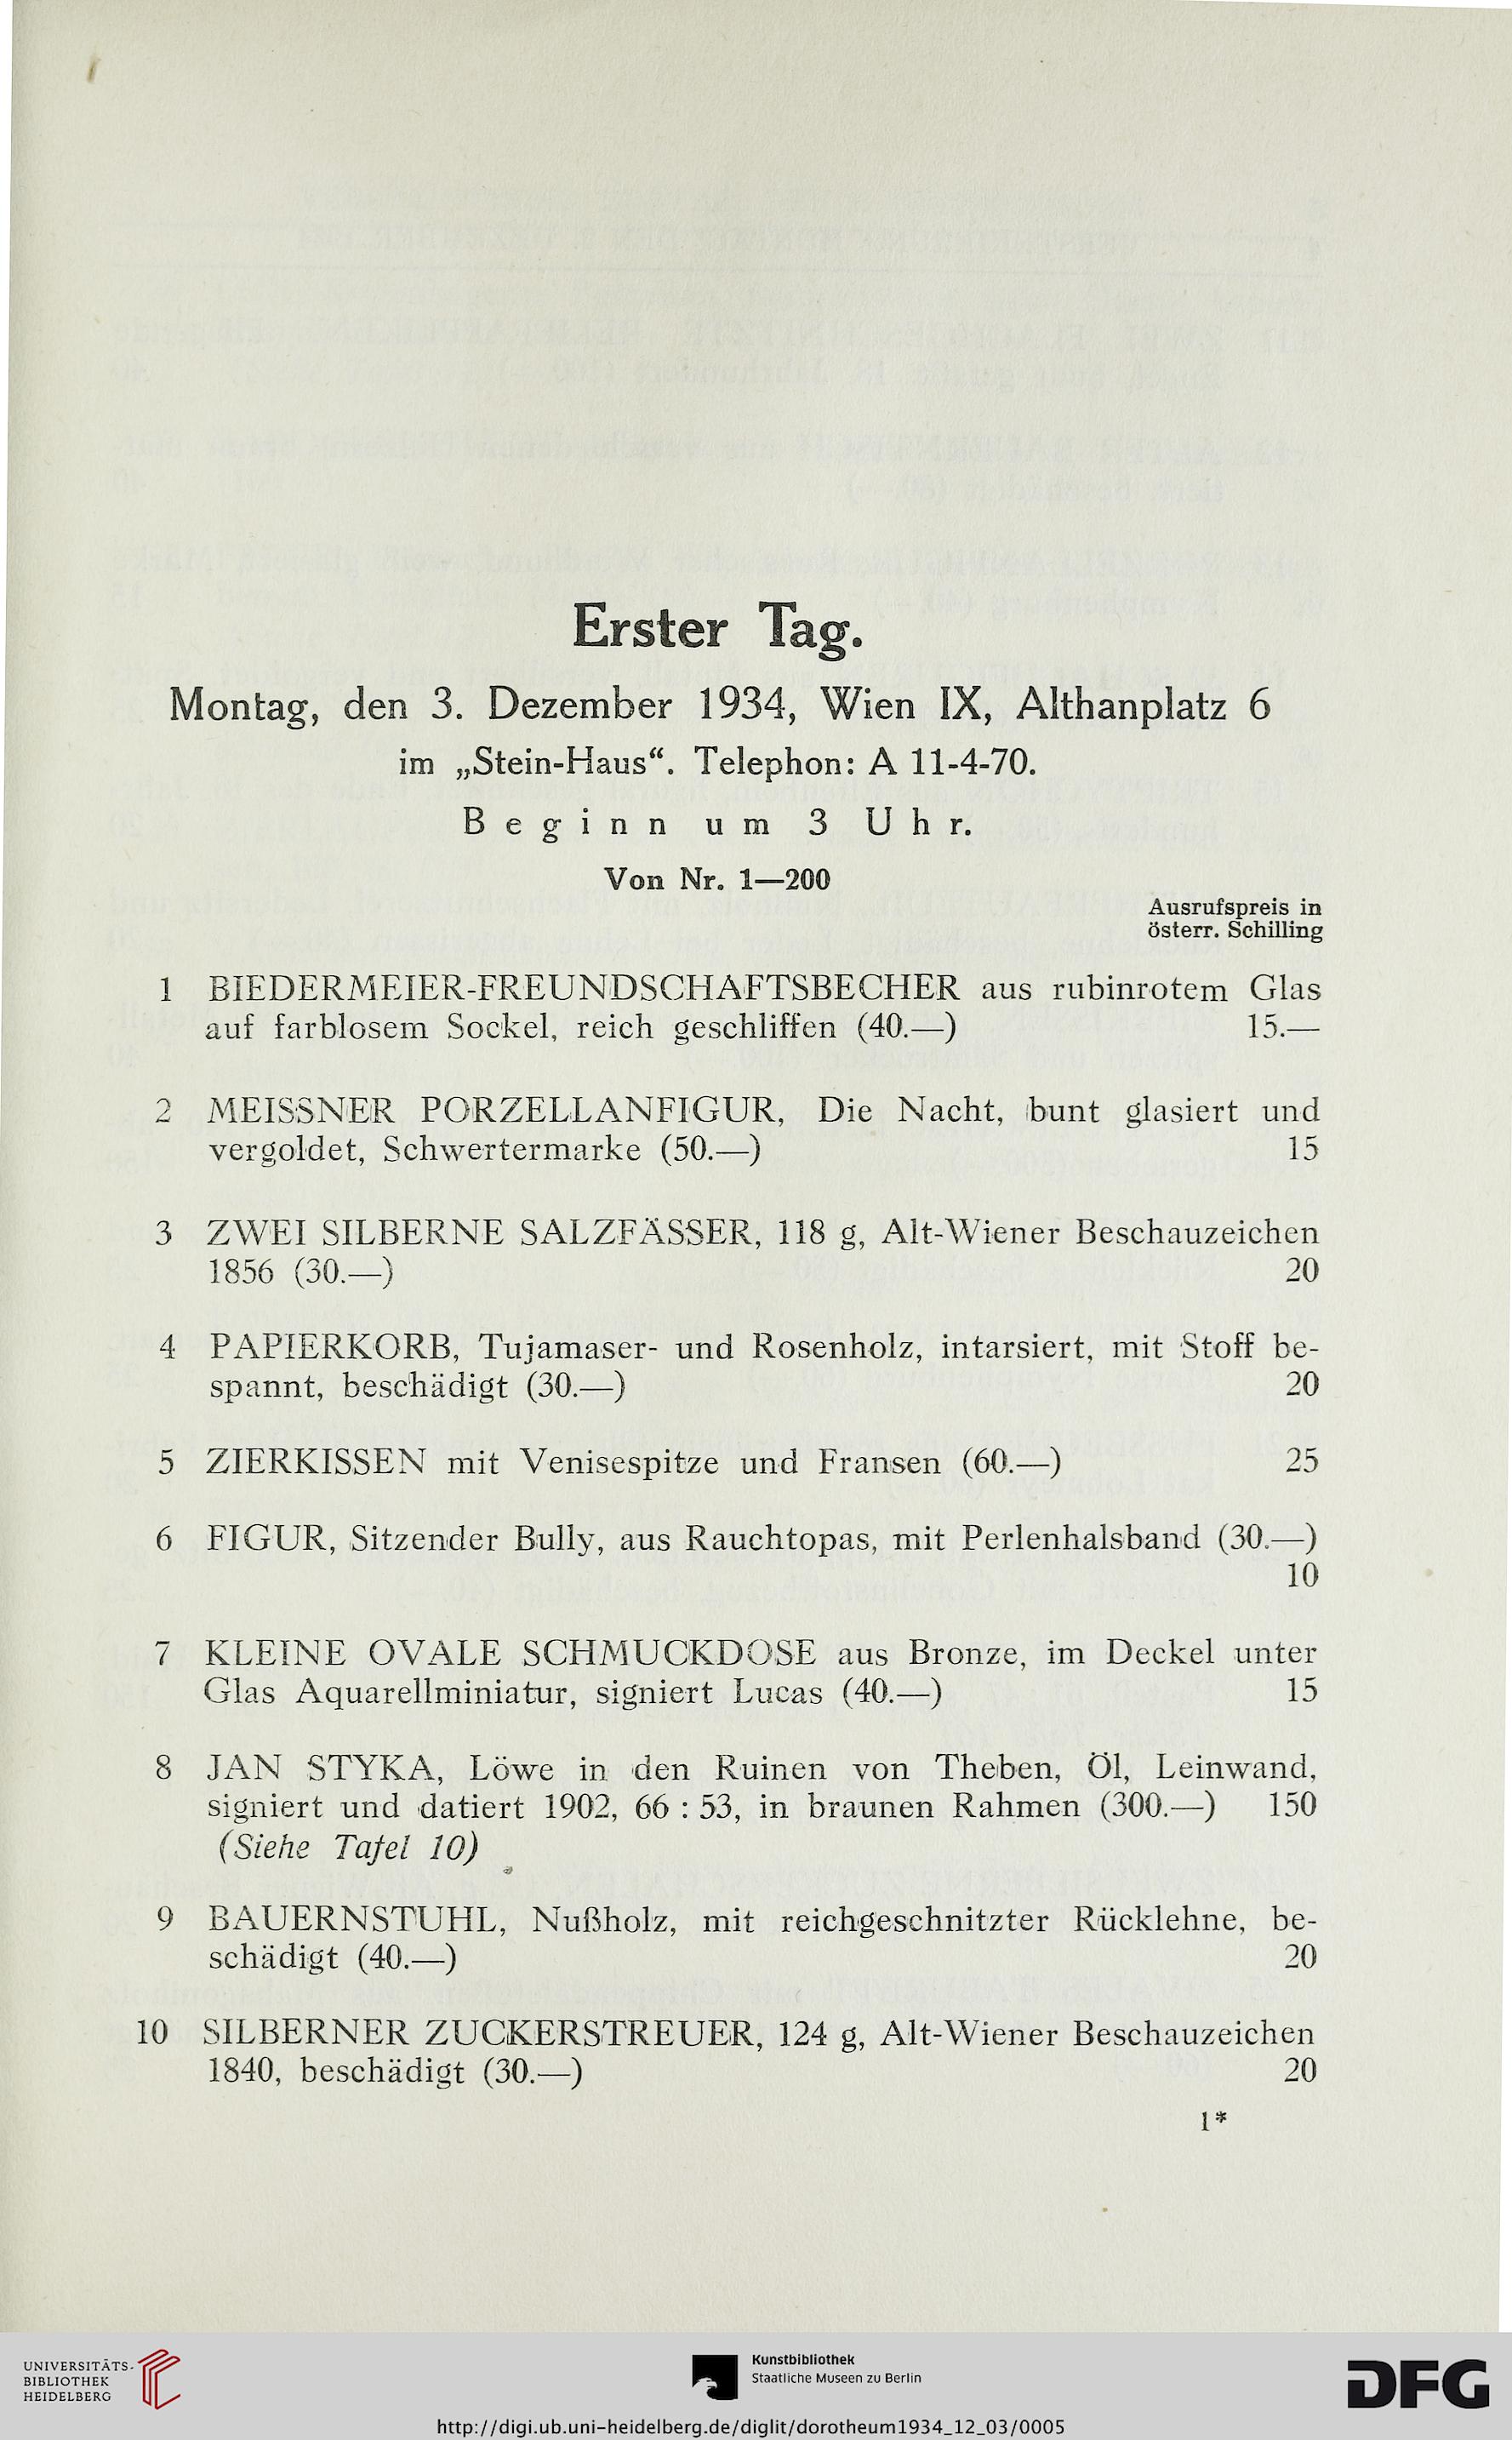 Erster Tag.
Montag, den 3. Dezember 1934, Wien IX, Althanplatz 6
im „Stein-Haus“. Telephon: A 11-4-70.
Beginn um 3 Uhr.
Von Nr. 1—200
Ausrufspreis in
österr. Schilling
1 BIEDERMEIER-FREUNDSCHAFTSBECHER aus rubinrotem Glas
auf farblosem Sockel, reich geschliffen (40.—) 15.—
2 MEISSNER PORZELLANFIGUR, Die Nacht, bunt glasiert und
vergoldet, Schwertermarke (50.—) 15
3 ZWEI SILBERNE SALZFÄSSER, 118 g, Alt-Wiener Beschauzeichen
1856 (30.—) 20
4 PAPIERKORB, Tujamaser- und Rosenholz, intarsiert, mit Stoff be-
spannt, beschädigt (30.—) 20
5 ZIERKISSEN mit Venisespitze und Fransen (60.—) 25
6 FIGUR, Sitzender Bully, aus Rauchtopas, mit Perlenhalsband (30.—)
10
7 KLEINE OVALE SCHMUCKDOSE aus Bronze, im Deckel unter
Glas Aquarellminiatur, signiert Lucas (40.—) 15
8 JAN STYKA, Löwe in den Ruinen von Theben, Öl, Leinwand,
signiert und datiert 1902, 66 : 53, in braunen Rahmen (300.—) 150
(Siehe Tafel 10)
9 BAUERNSTUHL, Nußholz, mit reichgeschnitzter Rücklehne, be-
schädigt (40.—) 20
10 SILBERNER ZUCKERSTREUER, 124 g, Alt-Wiener Beschauzeichen
1840, beschädigt (30.—) 20
1*
UNIVERSITÄTS-
BIBLIOTHEK
HEIDELBERG
Kunstbibliothek
Staatliche Museen zu Berlin
DFG
http://digi.ub.uni-heidelberg.de/diglit/dorotheum1934_12_03/0005